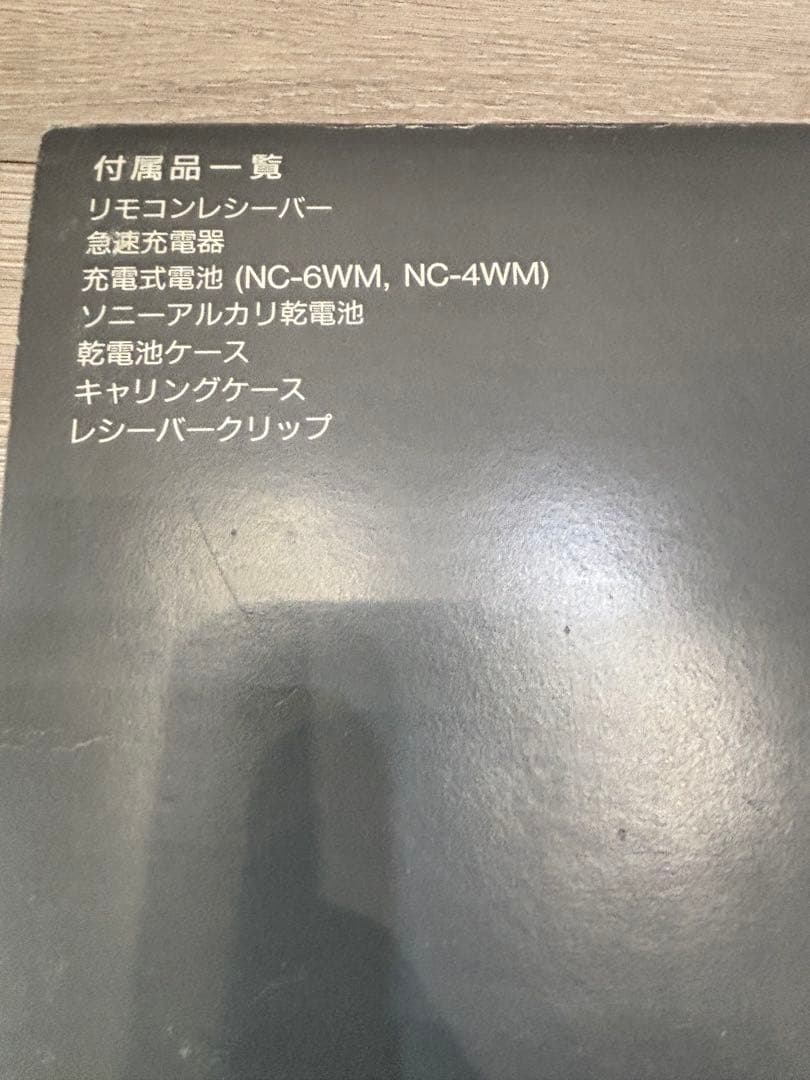 付属品一覧
リモコンレシーバー
急速充電器
充電式電池 (NC-6WM, NC-4WM)
ソニーアルカリ乾電池
乾電池ケース
キャリングケース
レシーバークリップ